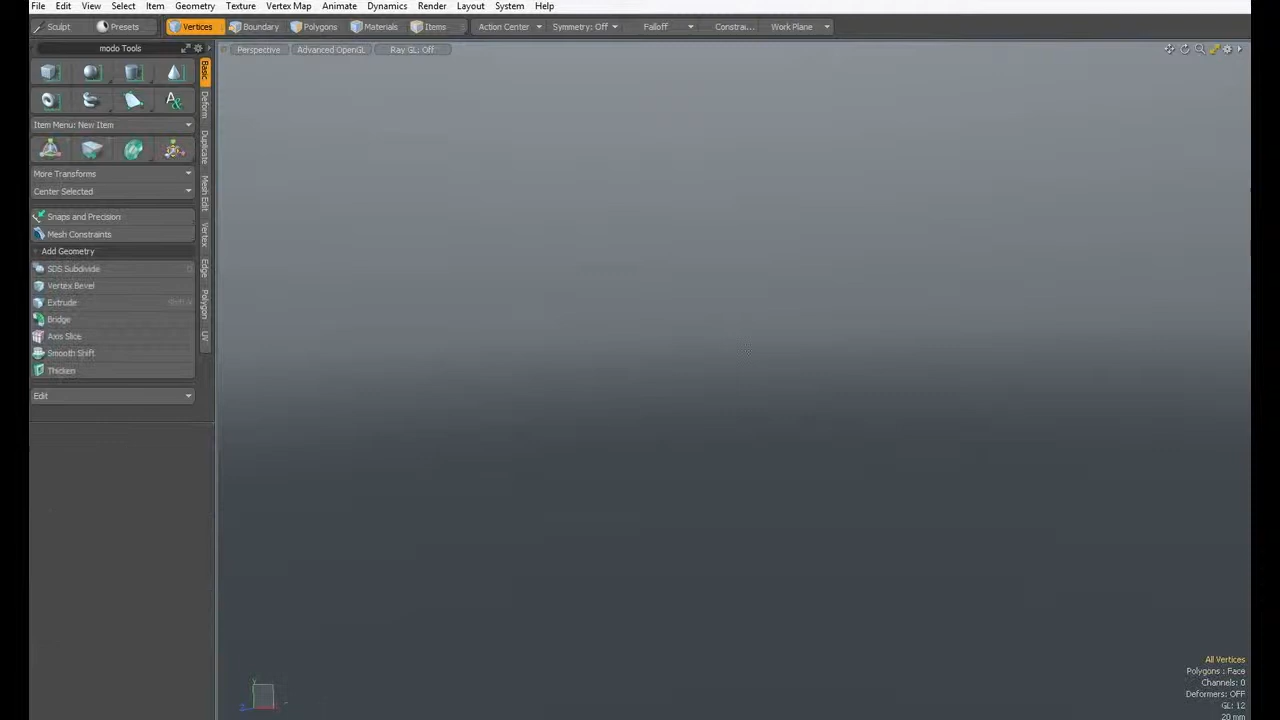 File Edit View Select Item Geometry Texture Vertex Map Animate Dynamics Render Layout System Help
Sculpt Presets Vertices Boundary Polygons Materials Items Action Center Symmetry: Off Falloff Constrai... Work Plane
modo Tools
Perspective Advanced OpenGL Ray GL: Off
Basic
Deform
Duplicate
Mesh Edit
Vertex
Edge
Polygon
UV
Item Menu: New Item
More Transforms
Center Selected
Snaps and Precision
Mesh Constraints
Add Geometry
SDS Subdivide D
Vertex Bevel
Extrude Shift-X
Bridge
Axis Slice
Smooth Shift
Thicken
Edit
All Vertices
Polygons : Face
Channels: 0
Deformers: OFF
GL: 12
20 mm